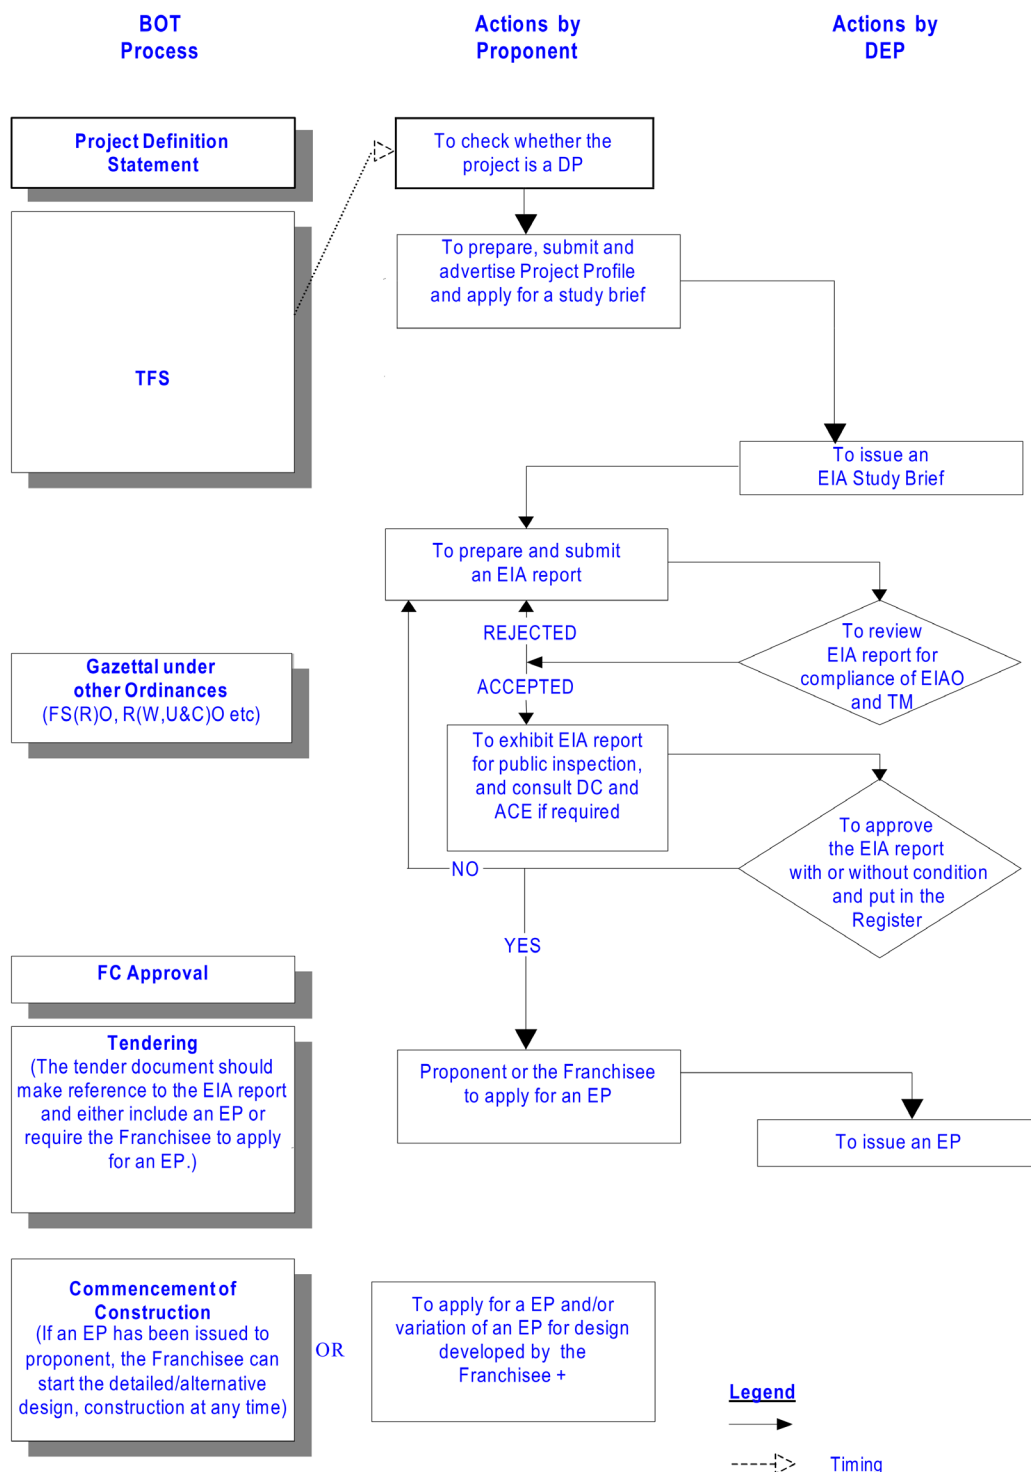 BOT
Process
Actions by
Proponent
Actions by
DEP
Project Definition
Statement
To check whether the
project is a DP
TFS
To prepare, submit and
advertise Project Profile
and apply for a study brief
To issue an
EIA Study Brief
To prepare and submit
an EIA report
REJECTED
To review
EIA report for
compliance of EIAO
and TM
ACCEPTED
Gazettal under
other Ordinances
(FS(R)O, R(W,U&C)O etc)
To exhibit EIA report
for public inspection,
and consult DC and
ACE if required
To approve
the EIA report
with or without condition
and put in the
Register
NO
YES
FC Approval
Tendering
(The tender document should
make reference to the EIA report
and either include an EP or
require the Franchisee to apply
for an EP.)
Proponent or the Franchisee
to apply for an EP
To issue an EP
Commencement of
Construction
(If an EP has been issued to
proponent, the Franchisee can
start the detailed/alternative
design, construction at any time)
OR
To apply for a EP and/or
variation of an EP for design
developed by the
Franchisee +
Legend
Timing